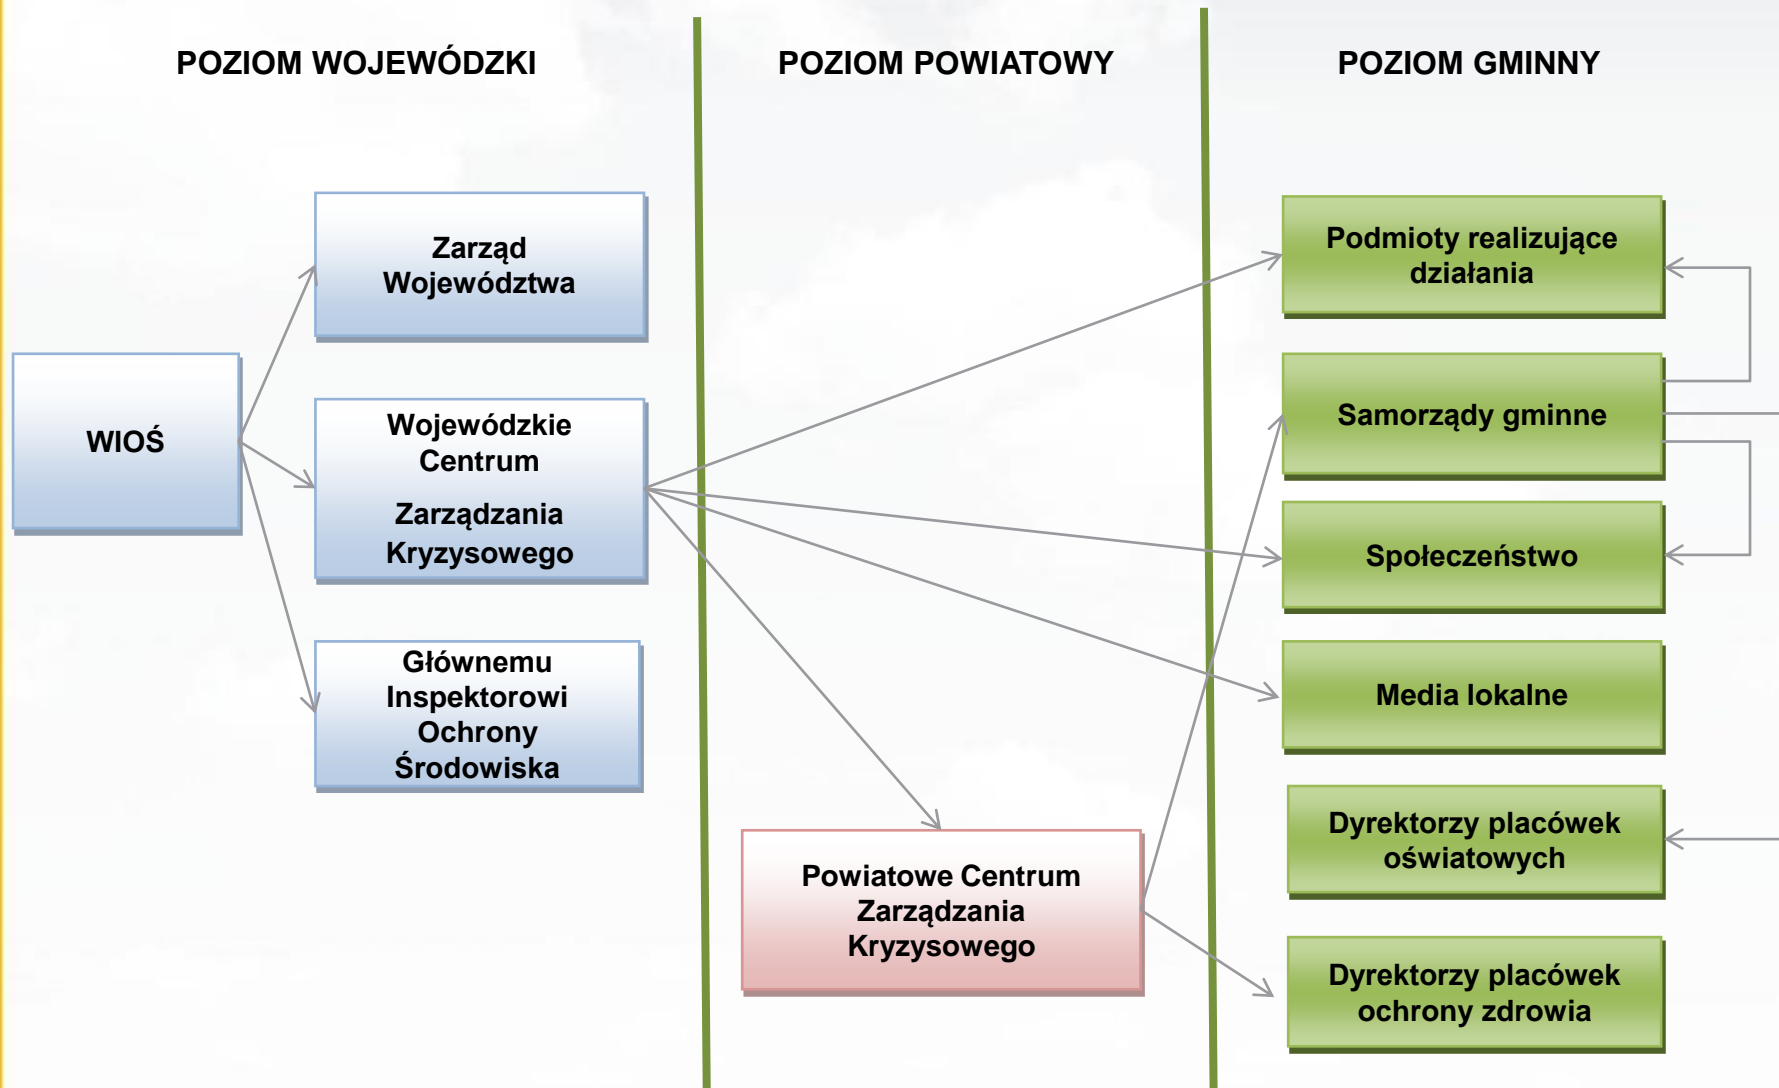 POZIOM WOJEWÓDZKI
POZIOM POWIATOWY
POZIOM GMINNY
WIOŚ
Zarząd
Województwa
Wojewódzkie
Centrum
Zarządzania
Kryzysowego
Głównemu
Inspektorowi
Ochrony
Środowiska
Powiatowe Centrum
Zarządzania
Kryzysowego
Podmioty realizujące
działania
Samorządy gminne
Społeczeństwo
Media lokalne
Dyrektorzy placówek
oświatowych
Dyrektorzy placówek
ochrony zdrowia